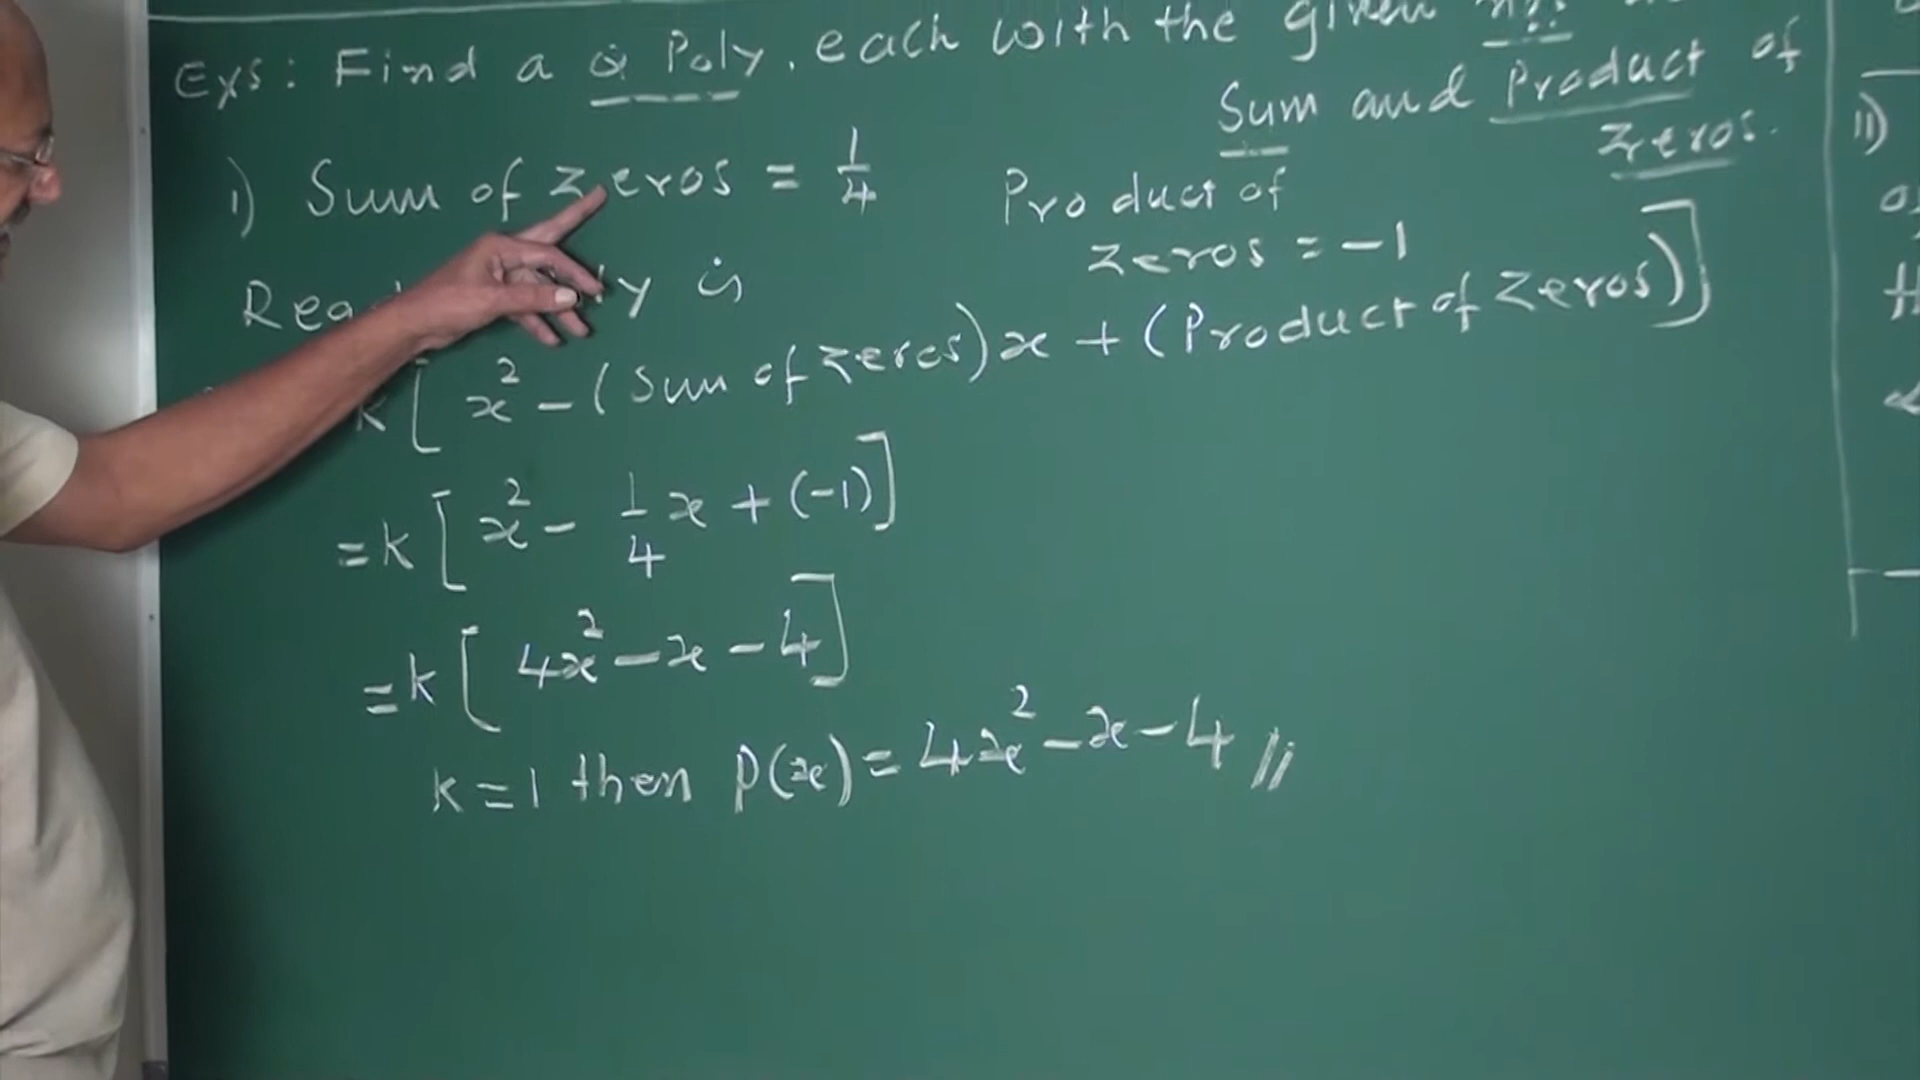 Exs: Find a Q Poly, each with the given
Sum and Product of
zeros.
i) Sum of zeros = 1/4
Product of
zeros = -1
is
k[x² - (Sum of zeros)x + (Product of Zeros)]
= k[x² - 1/4 x + (-1)]
= k[4x² - x - 4]
k = 1 then P(x) = 4x² - x - 4 //
ii)